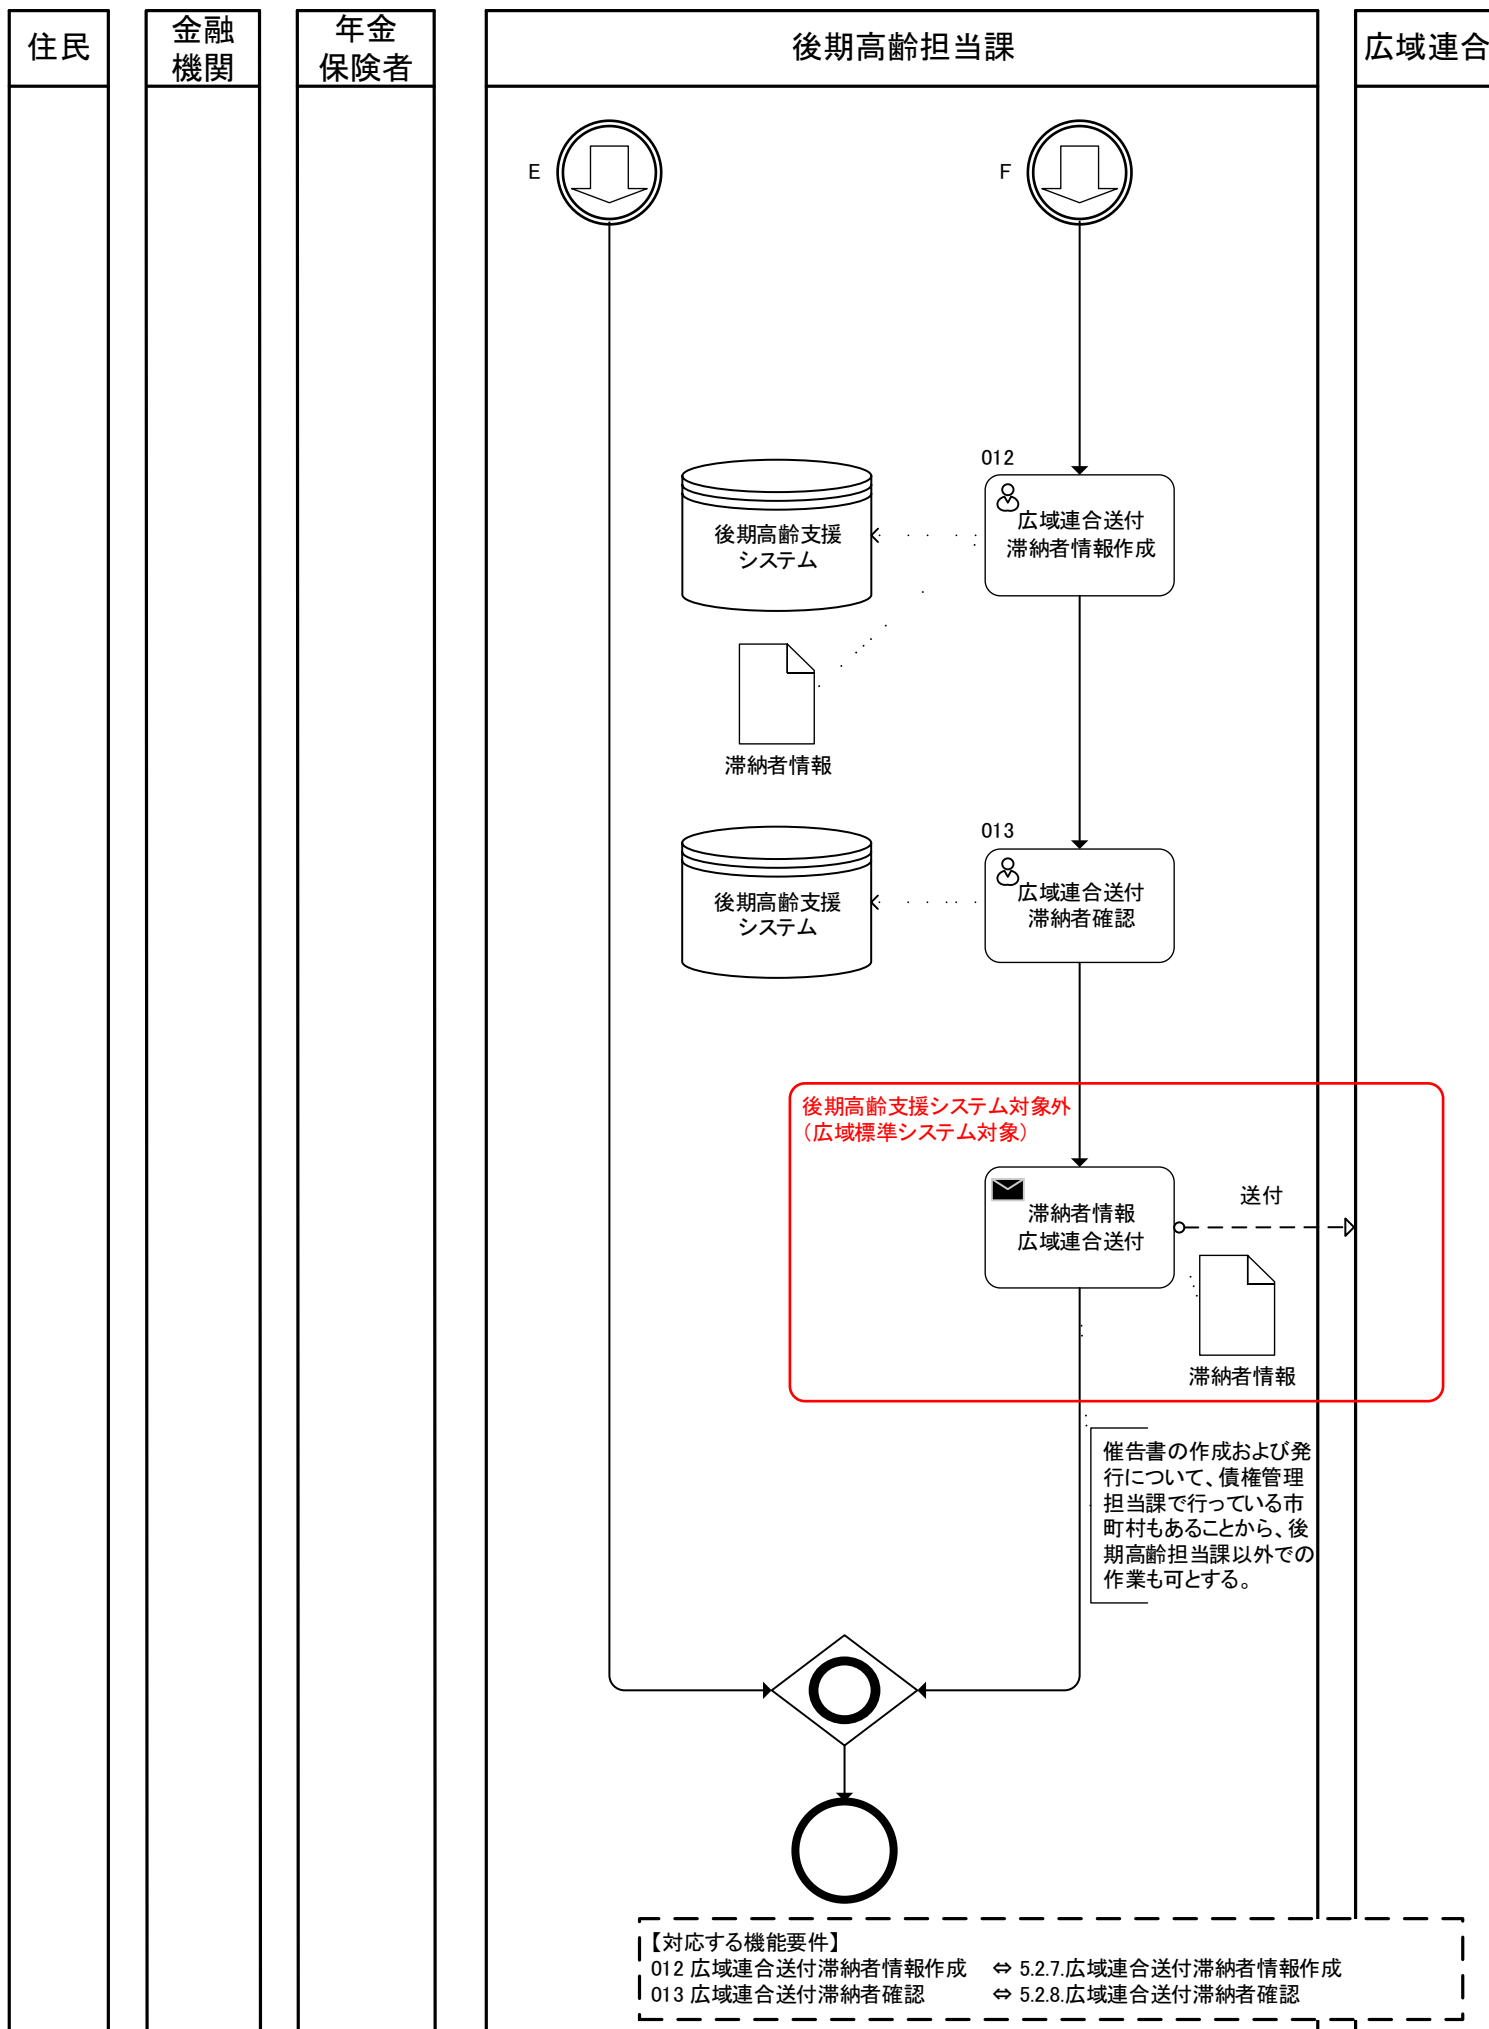 住民
金融
機関
年金
保険者
後期高齢担当課
広域連合
E
F
012
広域連合送付
滞納者情報作成
後期高齢支援
システム
滞納者情報
013
広域連合送付
滞納者確認
後期高齢支援
システム
後期高齢支援システム対象外
（広域標準システム対象）
滞納者情報
広域連合送付
送付
滞納者情報
催告書の作成および発
行について、債権管理
担当課で行っている市
町村もあることから、後
期高齢担当課以外での
作業も可とする。
【対応する機能要件】
012 広域連合送付滞納者情報作成 ⇔ 5.2.7.広域連合送付滞納者情報作成
013 広域連合送付滞納者確認 ⇔ 5.2.8.広域連合送付滞納者確認